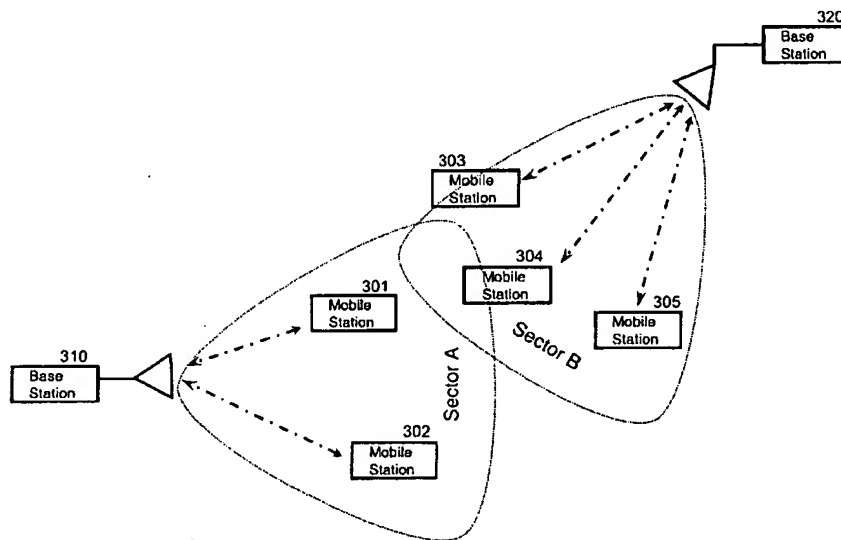 320
Base
Station
303
Mobile
Station
304
Mobile
Station
301
Mobile
Station
305
Mobile
Station
Sector B
Sector A
310
Base
Station
302
Mobile
Station